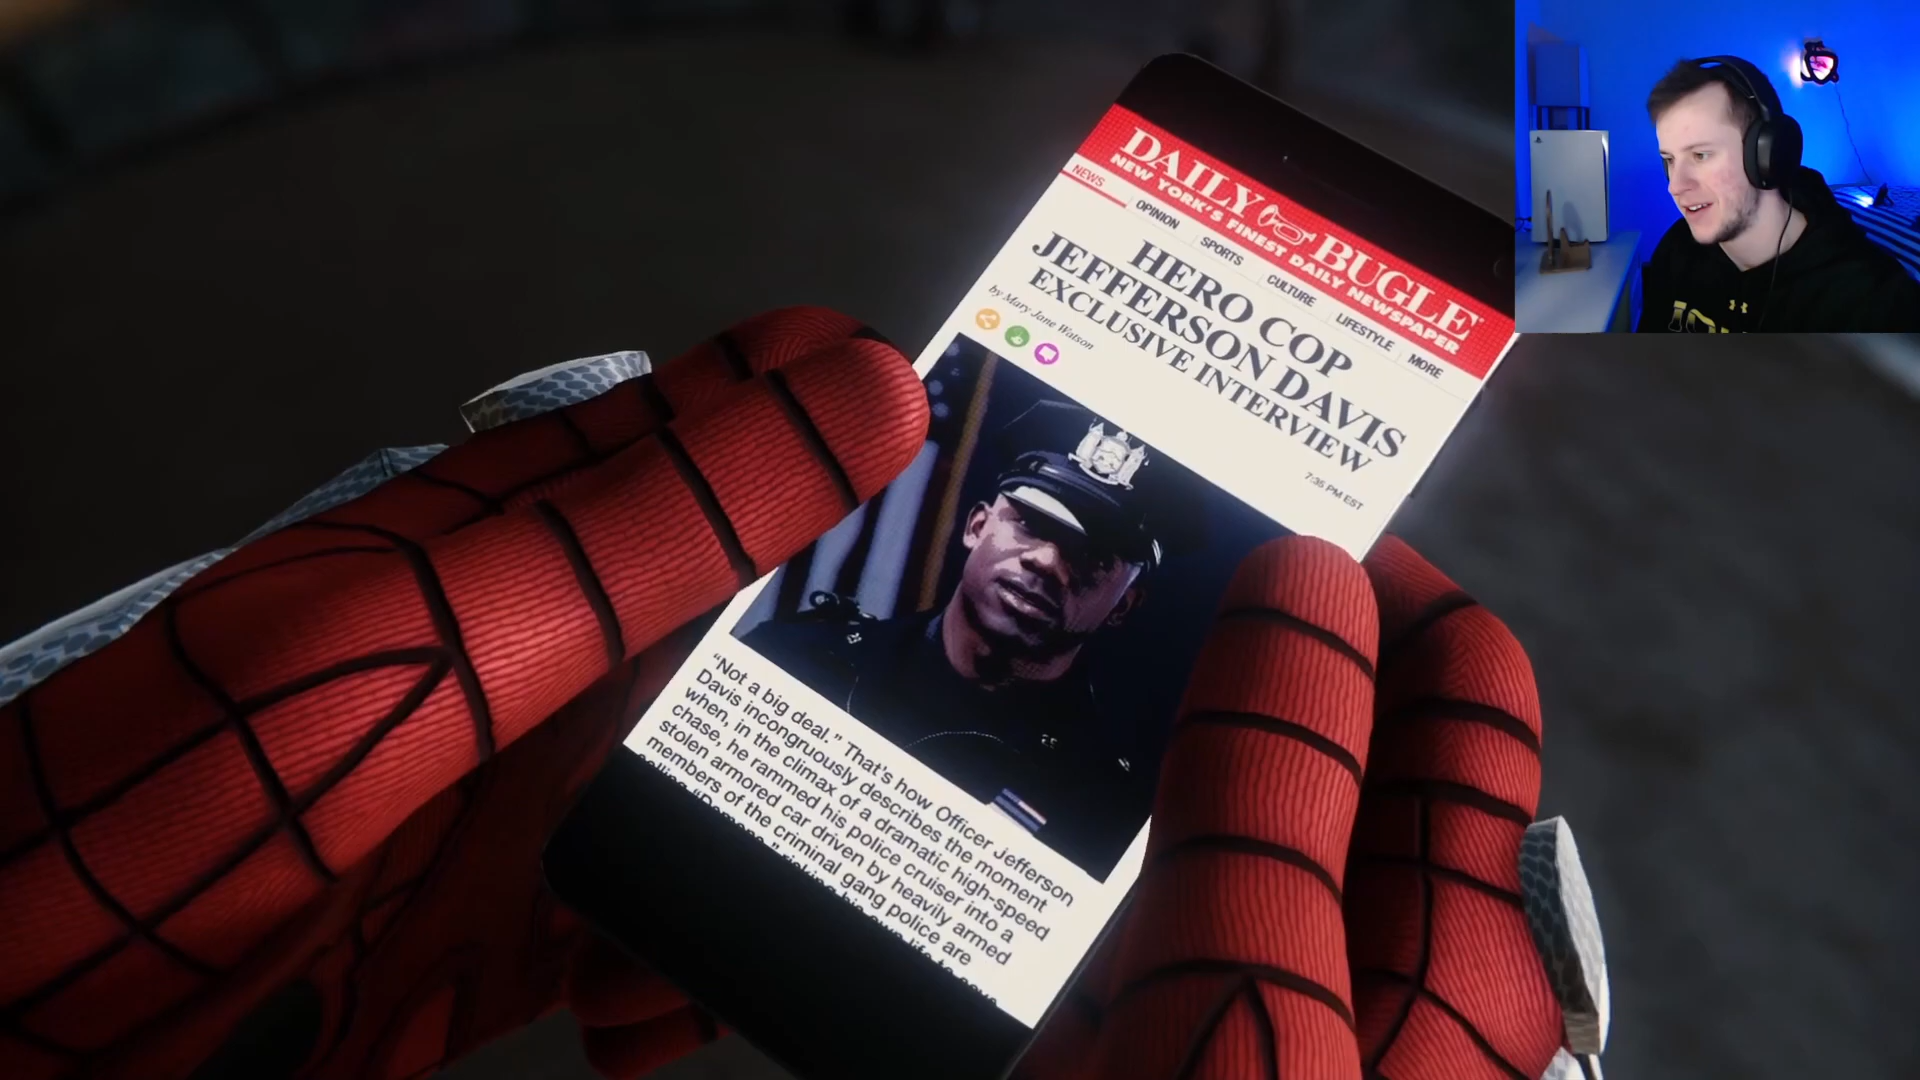 DAILY BUGLE
NEW YORK'S FINEST DAILY NEWSPAPER
NEWS
OPINION
SPORTS
CULTURE
LIFESTYLE
MORE
HERO COP
JEFFERSON DAVIS
EXCLUSIVE INTERVIEW
by Mary Jane Watson
7:35 PM EST
“Not a big deal.” That’s how Officer Jefferson
Davis incongruously describes the moment
when, in the climax of a dramatic high-speed
chase, he rammed his police cruiser into a
stolen armored car driven by heavily armed
members of the criminal gang police are